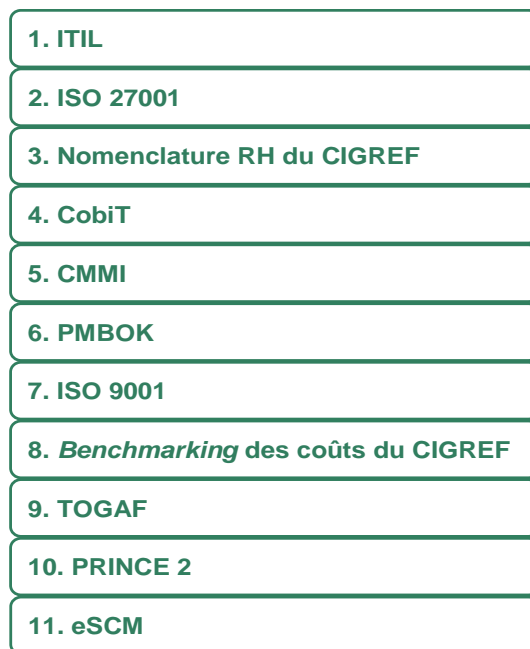 1. ITIL
2. ISO 27001
3. Nomenclature RH du CIGREF
4. CobiT
5. CMMI
6. PMBOK
7. ISO 9001
8. Benchmarking des coûts du CIGREF
9. TOGAF
10. PRINCE 2
11. eSCM